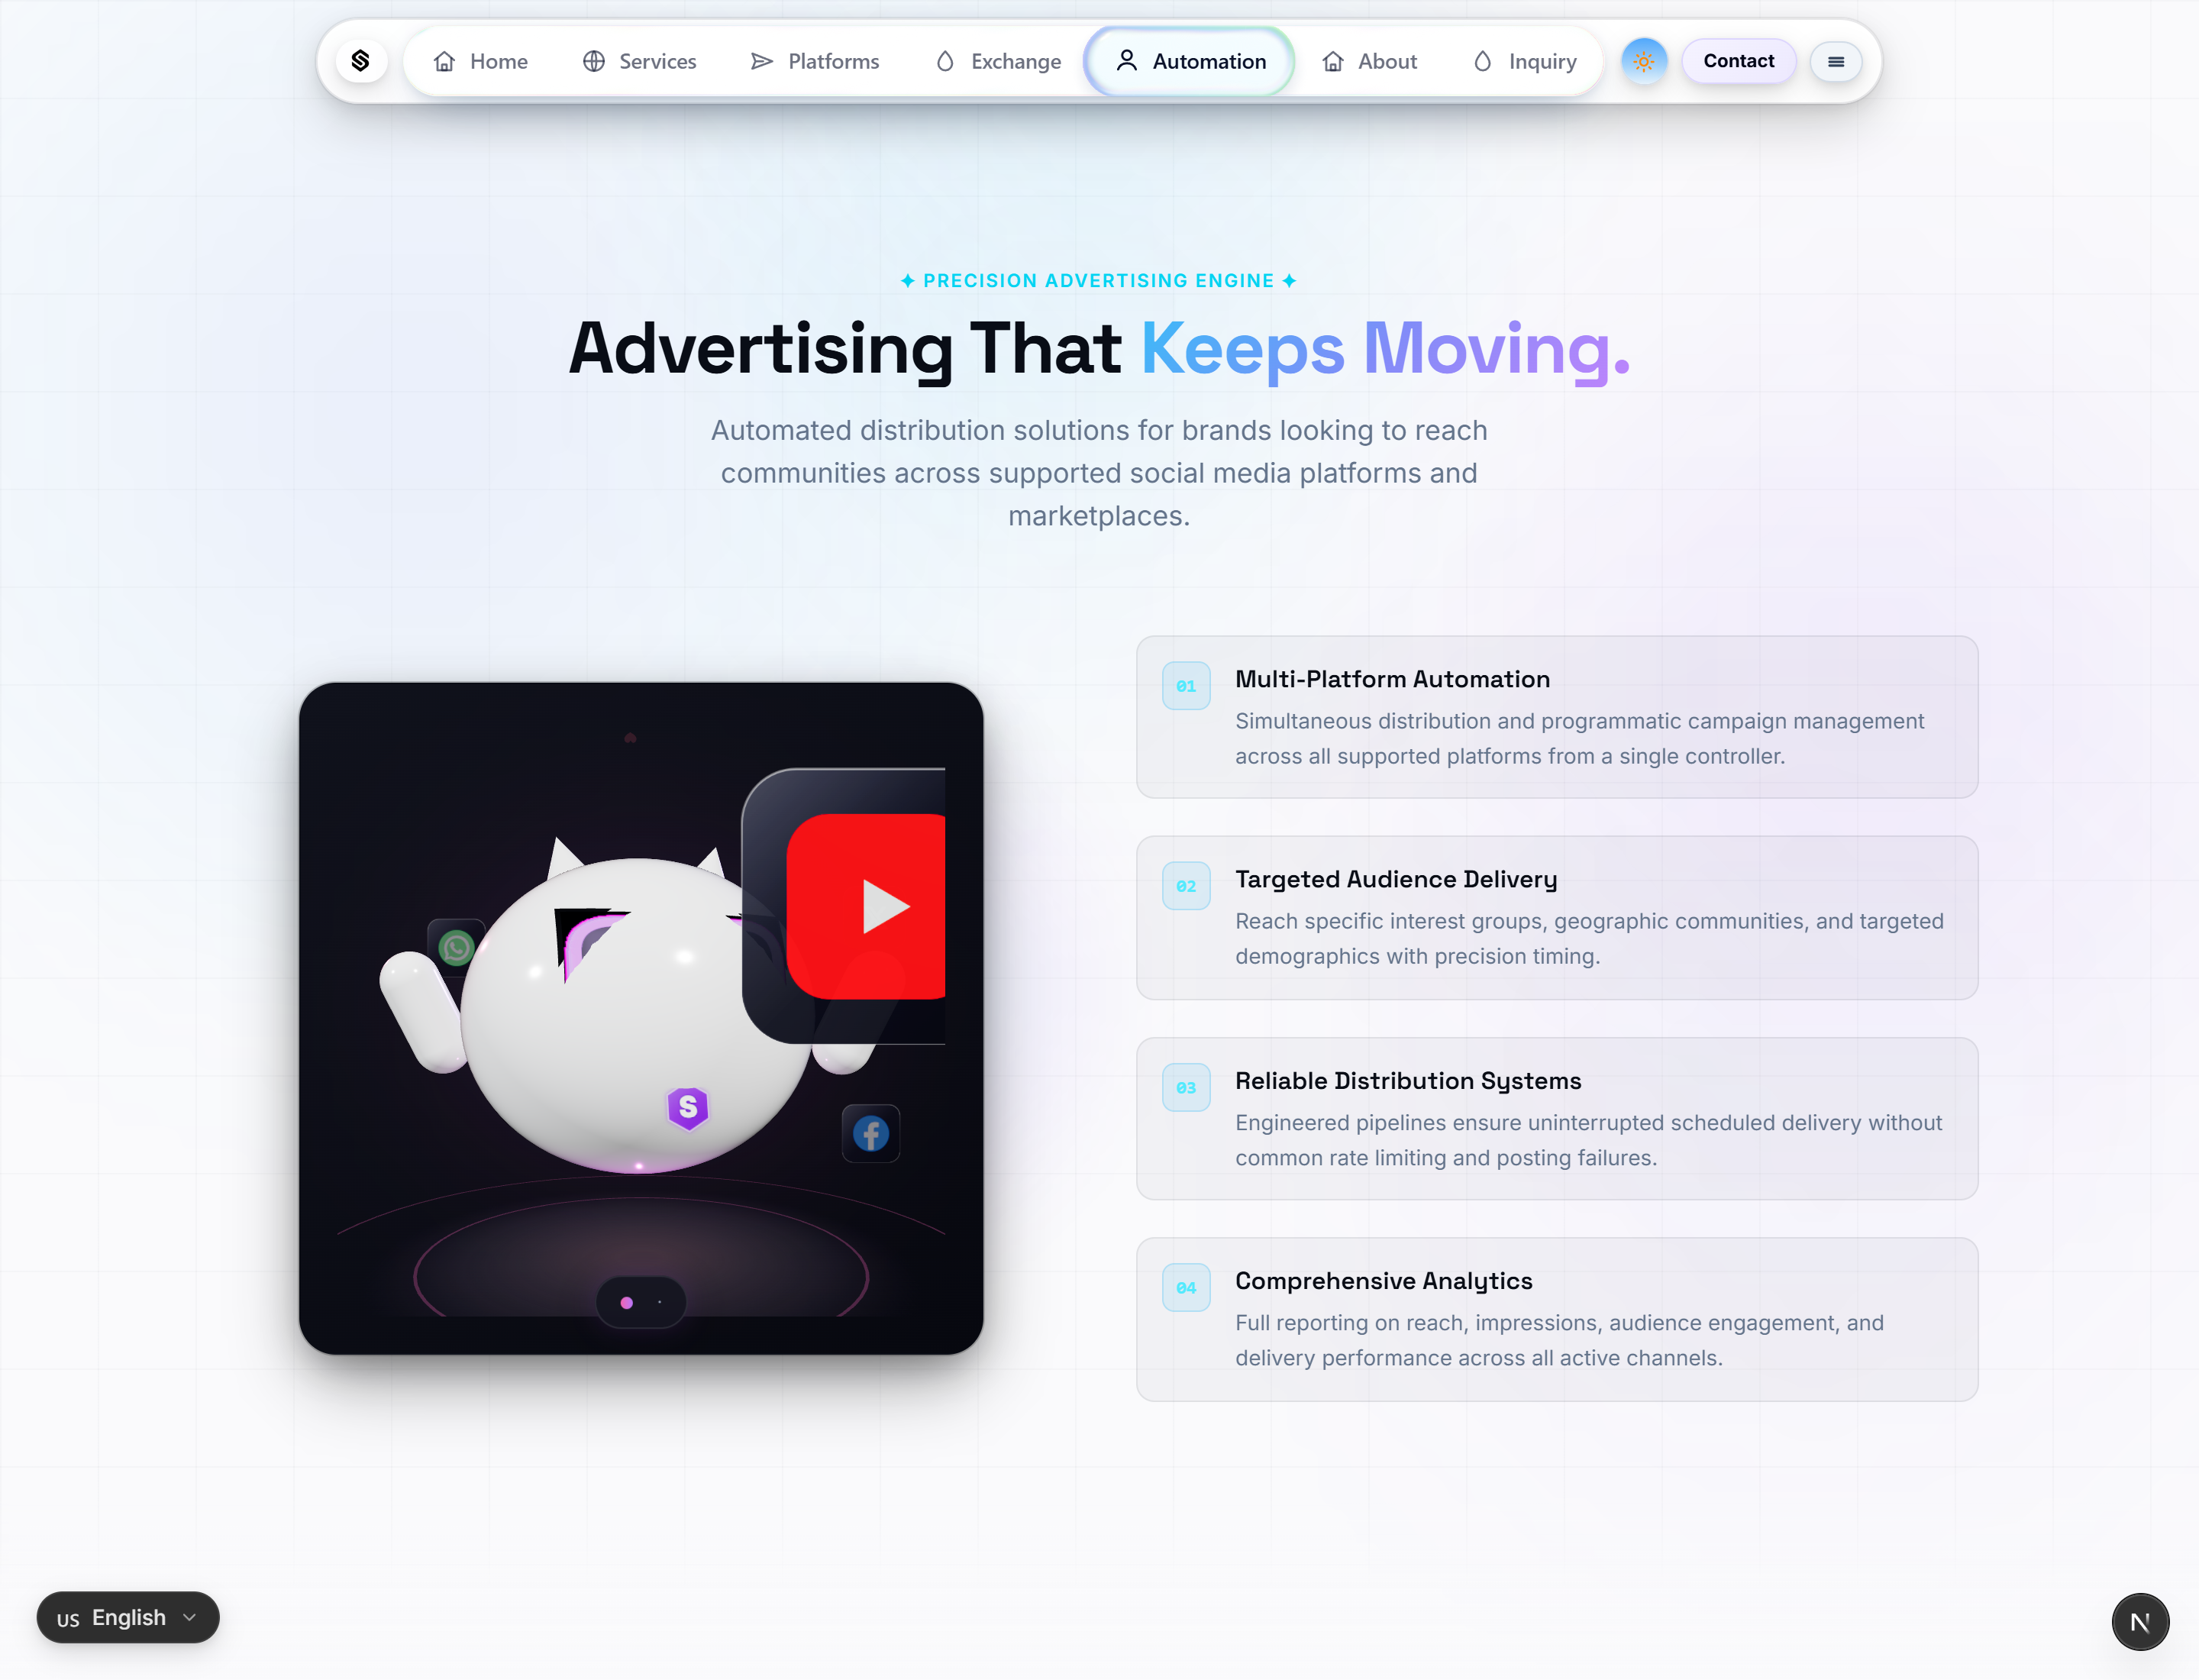 Home
Services
Platforms
Exchange
Automation
About
Inquiry
Contact
✦ PRECISION ADVERTISING ENGINE ✦
Advertising That Keeps Moving.
Automated distribution solutions for brands looking to reach
communities across supported social media platforms and
marketplaces.
S
01
Multi-Platform Automation
Simultaneous distribution and programmatic campaign management
across all supported platforms from a single controller.
02
Targeted Audience Delivery
Reach specific interest groups, geographic communities, and targeted
demographics with precision timing.
03
Reliable Distribution Systems
Engineered pipelines ensure uninterrupted scheduled delivery without
common rate limiting and posting failures.
04
Comprehensive Analytics
Full reporting on reach, impressions, audience engagement, and
delivery performance across all active channels.
US English
N